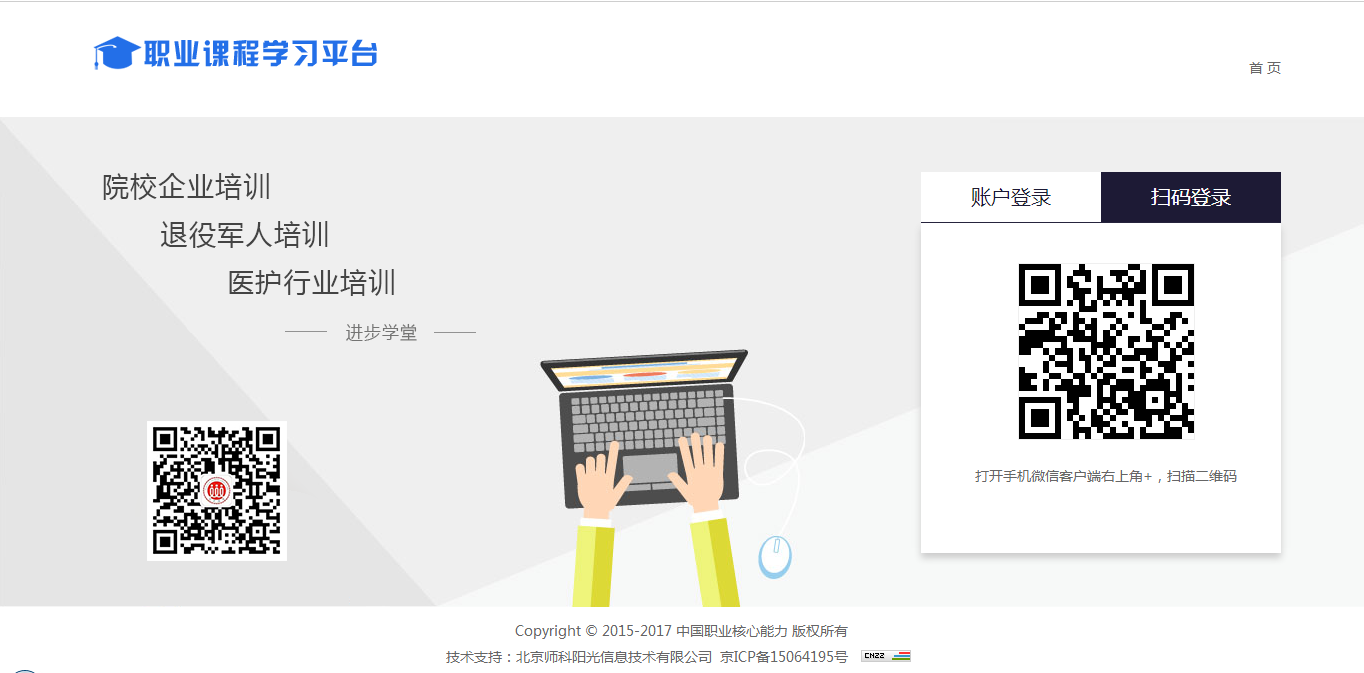 职业课程学习平台
首 页
院校企业培训
退役军人培训
医护行业培训
进步学堂
账户登录
扫码登录
打开手机微信客户端右上角+，扫描二维码
Copyright © 2015-2017 中国职业核心能力 版权所有
技术支持：北京师科阳光信息技术有限公司 京ICP备15064195号
CNZZ